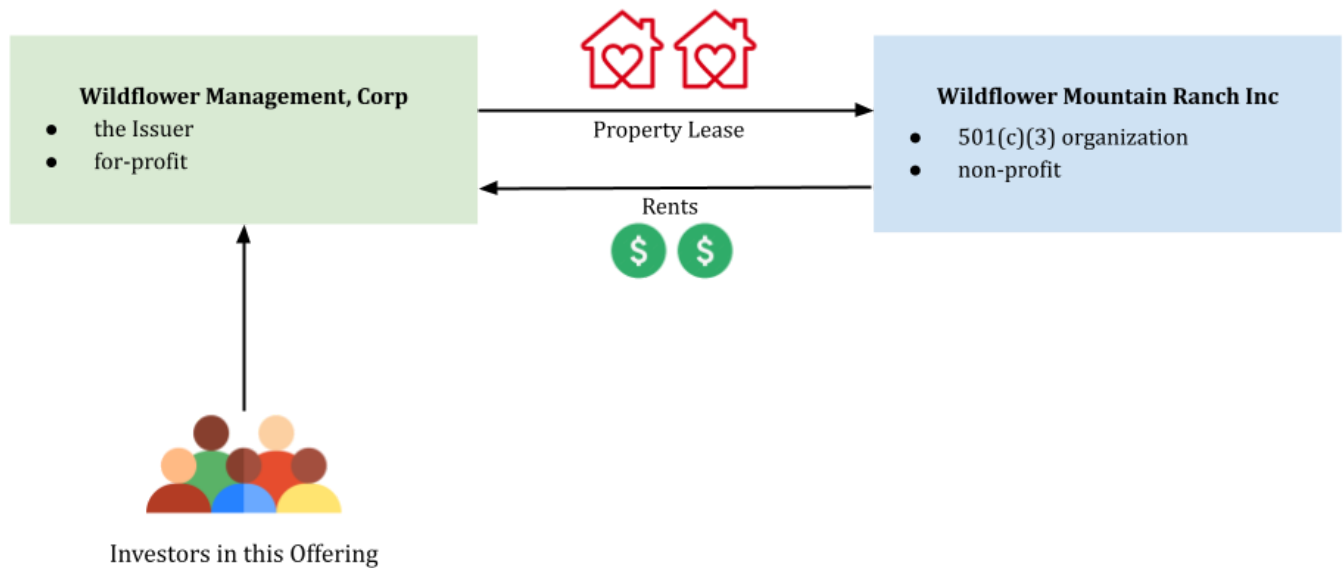 Wildflower Management, Corp
● the Issuer
● for-profit
Property Lease
Rents
$ $
Wildflower Mountain Ranch Inc
● 501(c)(3) organization
● non-profit
Investors in this Offering